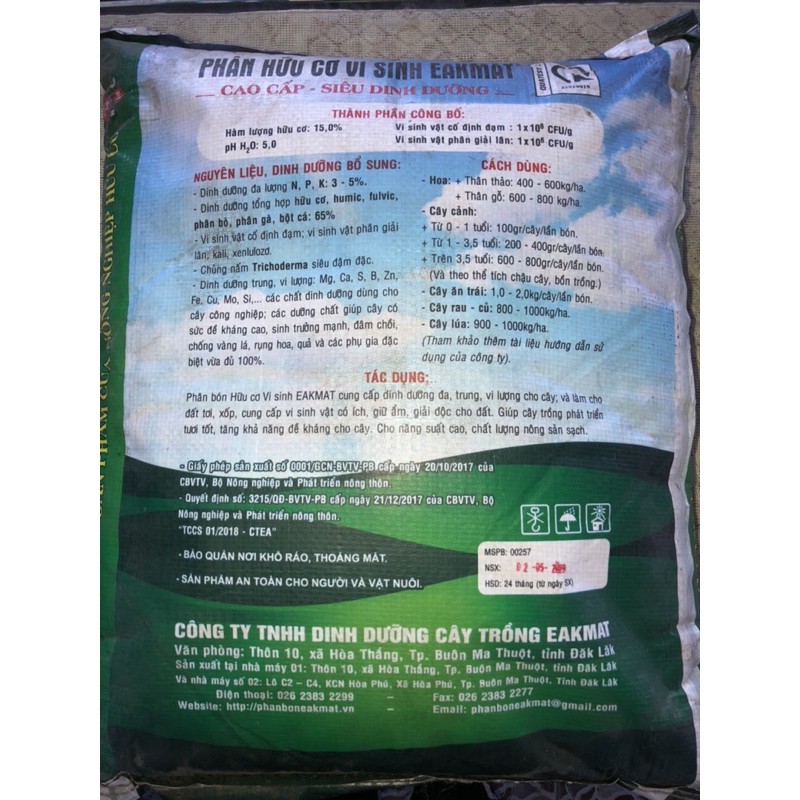 PHÂN HỮU CƠ VI SINH EAKMAT
CAO CẤP - SIÊU DINH DƯỠNG
THÀNH PHẦN CÔNG BỐ:
Hàm lượng hữu cơ: 15,0%
pH H₂O: 5,0
Vi sinh vật cố định đạm : 1x10⁶ CFU/g
Vi sinh vật phân giải lân: 1x10⁶ CFU/g
NGUYÊN LIỆU, DINH DƯỠNG BỔ SUNG:
- Dinh dưỡng đa lượng N, P, K: 3 - 5%.
- Dinh dưỡng tổng hợp hữu cơ, humic, fulvic,
phân bò, phân gà, bột cá: 65%
- Vi sinh vật cố định đạm; vi sinh vật phân giải
lân, kali, xenlulozơ.
- Chủng nấm Trichoderma siêu đậm đặc.
- Dinh dưỡng trung, vi lượng: Mg, Ca, S, B, Zn,
Fe, Cu, Mo, Si,... các chất dinh dưỡng dùng cho
cây công nghiệp; các dưỡng chất giúp cây có
sức đề kháng cao, sinh trưởng mạnh, đâm chồi,
chống vàng lá, rụng hoa, quả và các phụ gia đặc
biệt vừa đủ 100%.
CÁCH DÙNG:
- Hoa: + Thân thảo: 400 - 600kg/ha.
+ Thân gỗ: 600 - 800 kg/ha.
- Cây cảnh:
+ Từ 0 - 1 tuổi: 100gr/cây/lần bón.
+ Từ 1 - 3,5 tuổi: 200 - 400gr/cây/lần bón.
+ Trên 3,5 tuổi: 600 - 800gr/cây/lần bón.
(Và theo thể tích chậu cây, bồn trồng.)
- Cây ăn trái: 1,0 - 2,0kg/cây/lần bón.
- Cây rau - củ: 800 - 1000kg/ha.
- Cây lúa: 900 - 1000kg/ha.
(Tham khảo thêm tài liệu hướng dẫn sử
dụng của công ty).
TÁC DỤNG:
Phân bón Hữu cơ Vi sinh EAKMAT cung cấp dinh dưỡng đa, trung, vi lượng cho cây; và làm cho
đất tơi, xốp, cung cấp vi sinh vật có ích, giữ ẩm, giải độc cho đất. Giúp cây trồng phát triển
tươi tốt, tăng khả năng đề kháng cho cây. Cho năng suất cao, chất lượng nông sản sạch.
- Giấy phép sản xuất số 0001/GCN-BVTV-PB cấp ngày 20/10/2017 của
CBVTV, Bộ Nông nghiệp và Phát triển nông thôn.
- Quyết định số: 3215/QĐ-BVTV-PB cấp ngày 21/12/2017 của CBVTV, Bộ
Nông nghiệp và Phát triển nông thôn.
"TCCS 01/2018 - CTEA"
- BẢO QUẢN NƠI KHÔ RÁO, THOÁNG MÁT.
- SẢN PHẨM AN TOÀN CHO NGƯỜI VÀ VẬT NUÔI.
MSPB: 00257
NSX: 02-05-
HSD: 24 tháng (từ ngày SX)
CÔNG TY TNHH DINH DƯỠNG CÂY TRỒNG EAKMAT
Văn phòng: Thôn 10, xã Hòa Thắng, Tp. Buôn Ma Thuột, tỉnh Đăk Lăk
Sản xuất tại nhà máy 01: Thôn 10, xã Hòa Thắng, Tp. Buôn Ma Thuột, tỉnh Đăk Lăk
Và nhà máy số 02: Lô C2 - C4, KCN Hòa Phú, Xã Hòa Phú, Tp. Buôn Ma Thuột, Tỉnh Đăk Lăk
Điện thoại: 026 2383 2299 - Fax: 026 2383 2277
Website: http://phanboneakmat.vn - Email: phanboneakmat@gmail.com